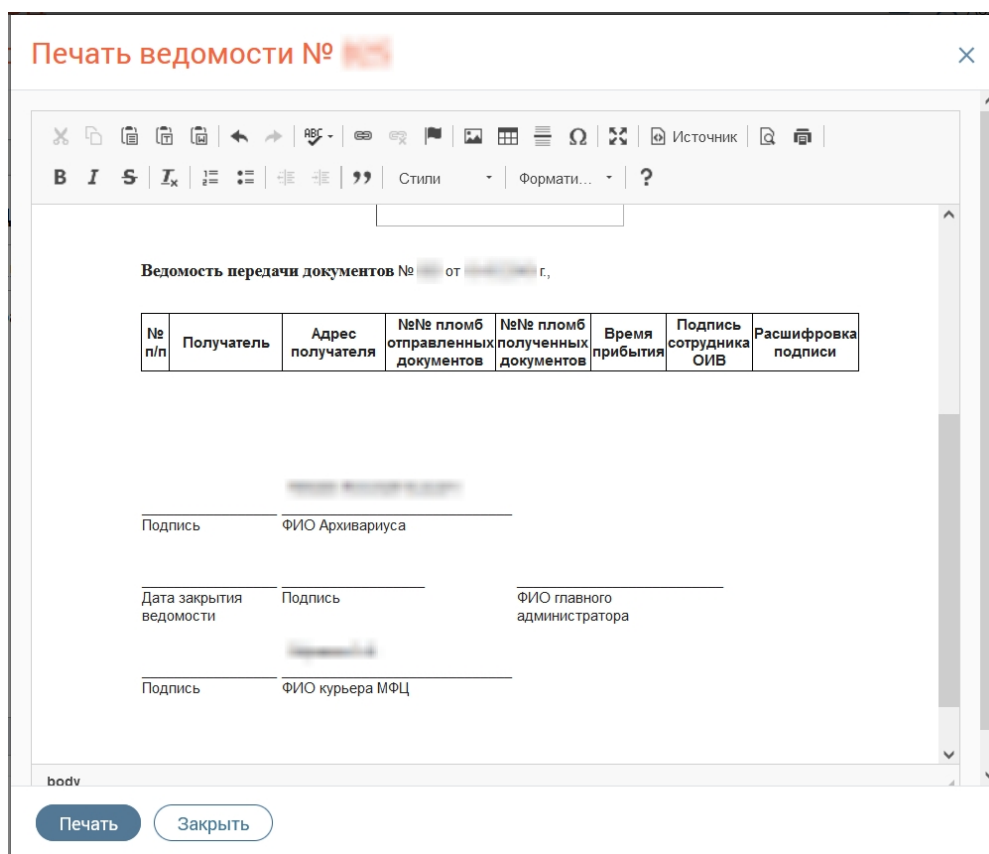 Печать ведомости №
Источник
B I S Ix Стили Формати... ?
Ведомость передачи документов № от г.,
№ п/п
Получатель
Адрес
получателя
№№ пломб
отправленных
документов
№№ пломб
полученных
документов
Время
прибытия
Подпись
сотрудника
ОИВ
Расшифровка
подписи
Подпись ФИО Архивариуса
Дата закрытия Подпись ФИО главного
ведомости администратора
Подпись ФИО курьера МФЦ
body
Печать Закрыть